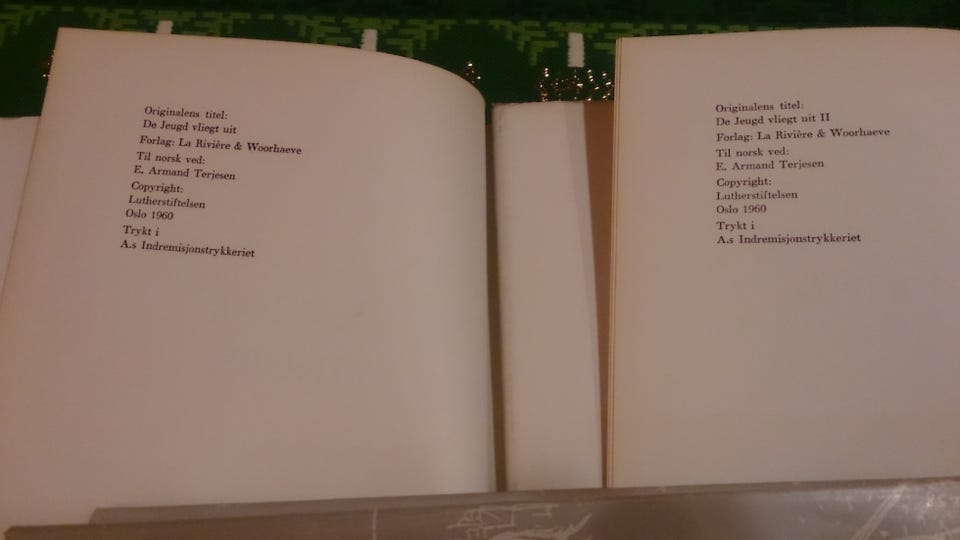 Originalens titel:
De Jeugd vliegt uit
Forlag: La Rivière & Woorhaeve
Til norsk ved:
E. Armand Terjesen
Copyright:
Lutherstiftelsen
Oslo 1960
Trykt i
A.s Indremisjonstrykkeriet
Originalens titel:
De Jeugd vliegt uit II
Forlag: La Rivière & Woorhaeve
Til norsk ved:
E. Armand Terjesen
Copyright:
Lutherstiftelsen
Oslo 1960
Trykt i
A.s Indremisjonstrykkeriet